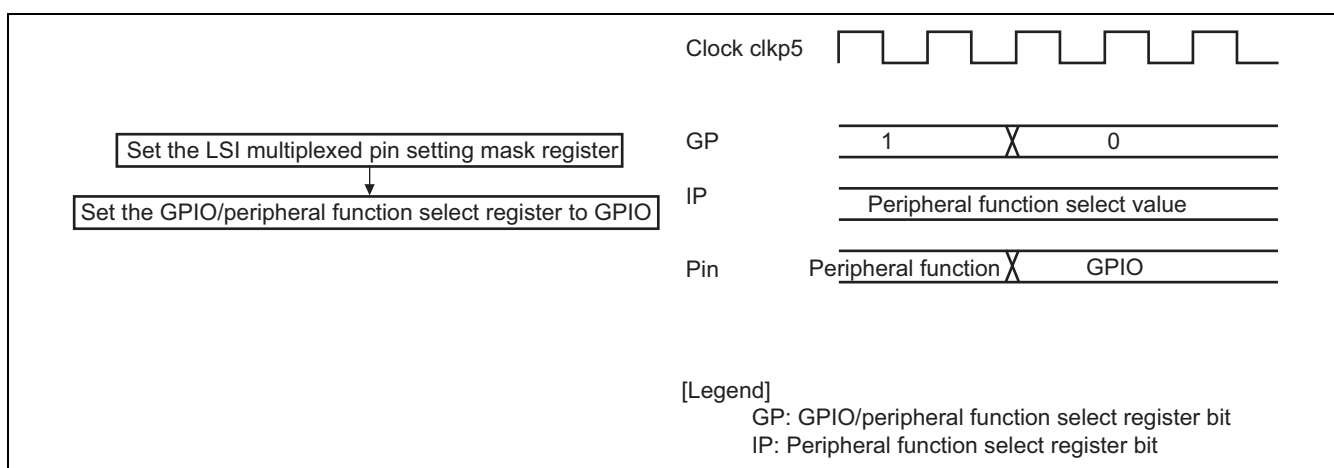 Clock clkp5
Set the LSI multiplexed pin setting mask register
Set the GPIO/peripheral function select register to GPIO
GP 1 0
IP Peripheral function select value
Pin Peripheral function GPIO
[Legend]
GP: GPIO/peripheral function select register bit
IP: Peripheral function select register bit